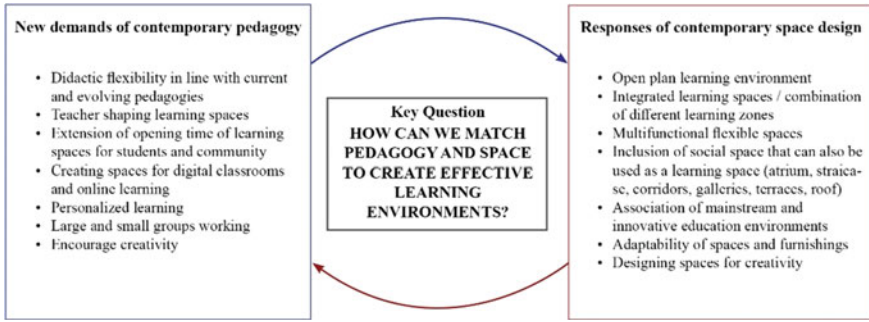 New demands of contemporary pedagogy
• Didactic flexibility in line with current
and evolving pedagogies
• Teacher shaping learning spaces
• Extension of opening time of learning
spaces for students and community
• Creating spaces for digital classrooms
and online learning
• Personalized learning
• Large and small groups working
• Encourage creativity
Key Question
HOW CAN WE MATCH
PEDAGOGY AND SPACE
TO CREATE EFFECTIVE
LEARNING
ENVIRONMENTS?
Responses of contemporary space design
• Open plan learning environment
• Integrated learning spaces / combination
of different learning zones
• Multifunctional flexible spaces
• Inclusion of social space that can also be
used as a learning space (atrium, straica-
se, corridors, galleries, terraces, roof)
• Association of mainstream and
innovative education environments
• Adaptability of spaces and furnishings
• Designing spaces for creativity